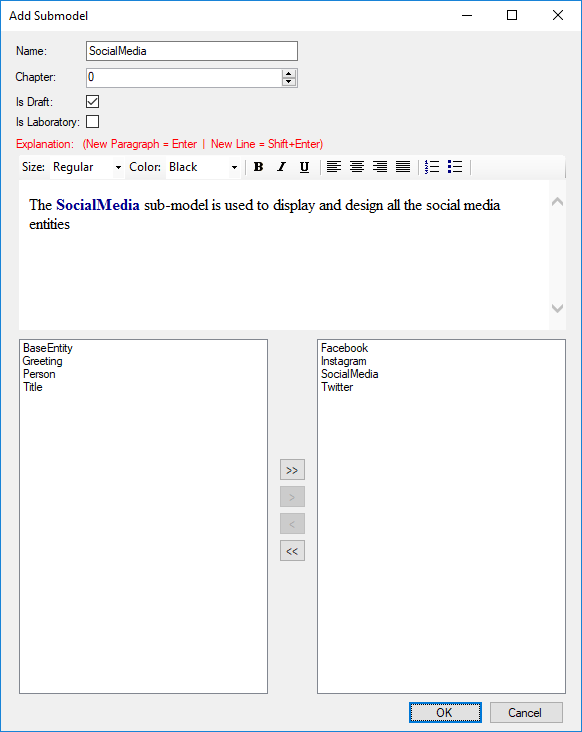 Add Submodel
Name: SocialMedia
Chapter: 0
Is Draft:
Is Laboratory:
Explanation: (New Paragraph = Enter | New Line = Shift+Enter)
Size: Regular Color: Black B I U
The SocialMedia sub-model is used to display and design all the social media
entities
BaseEntity
Greeting
Person
Title
Facebook
Instagram
SocialMedia
Twitter
>>
>
<
<<
OK Cancel